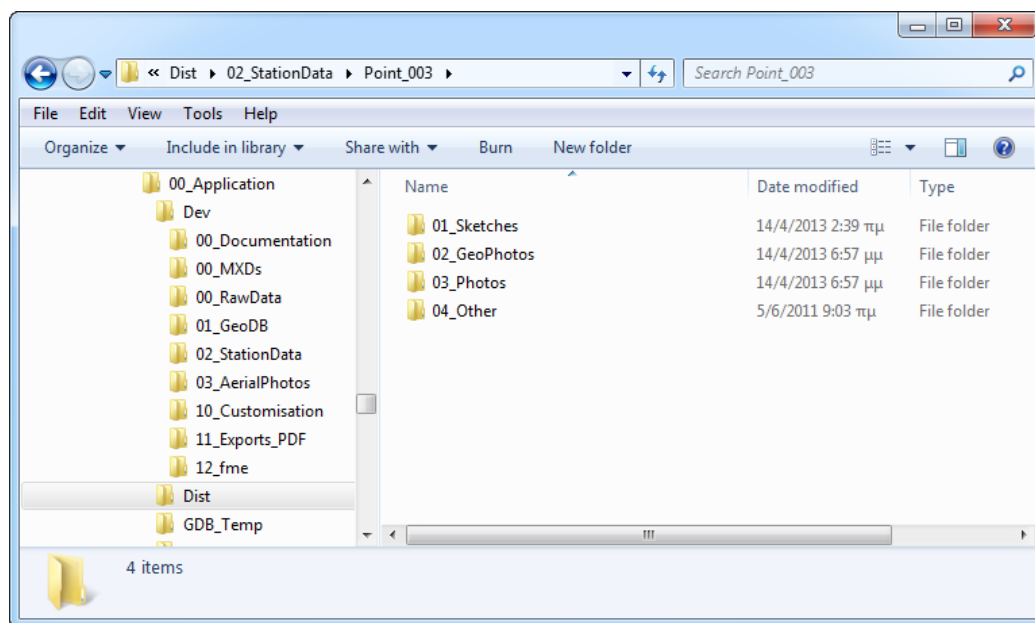 « Dist ▸ 02_StationData ▸ Point_003 ▸ Search Point_003
File Edit View Tools Help
Organize Include in library Share with Burn New folder
00_Application
Dev
00_Documentation
00_MXDs
00_RawData
01_GeoDB
02_StationData
03_AerialPhotos
10_Customisation
11_Exports_PDF
12_fme
Dist
GDB_Temp
Name Date modified Type
01_Sketches 14/4/2013 2:39 πμ File folder
02_GeoPhotos 14/4/2013 6:57 μμ File folder
03_Photos 14/4/2013 6:57 μμ File folder
04_Other 5/6/2011 9:03 πμ File folder
4 items